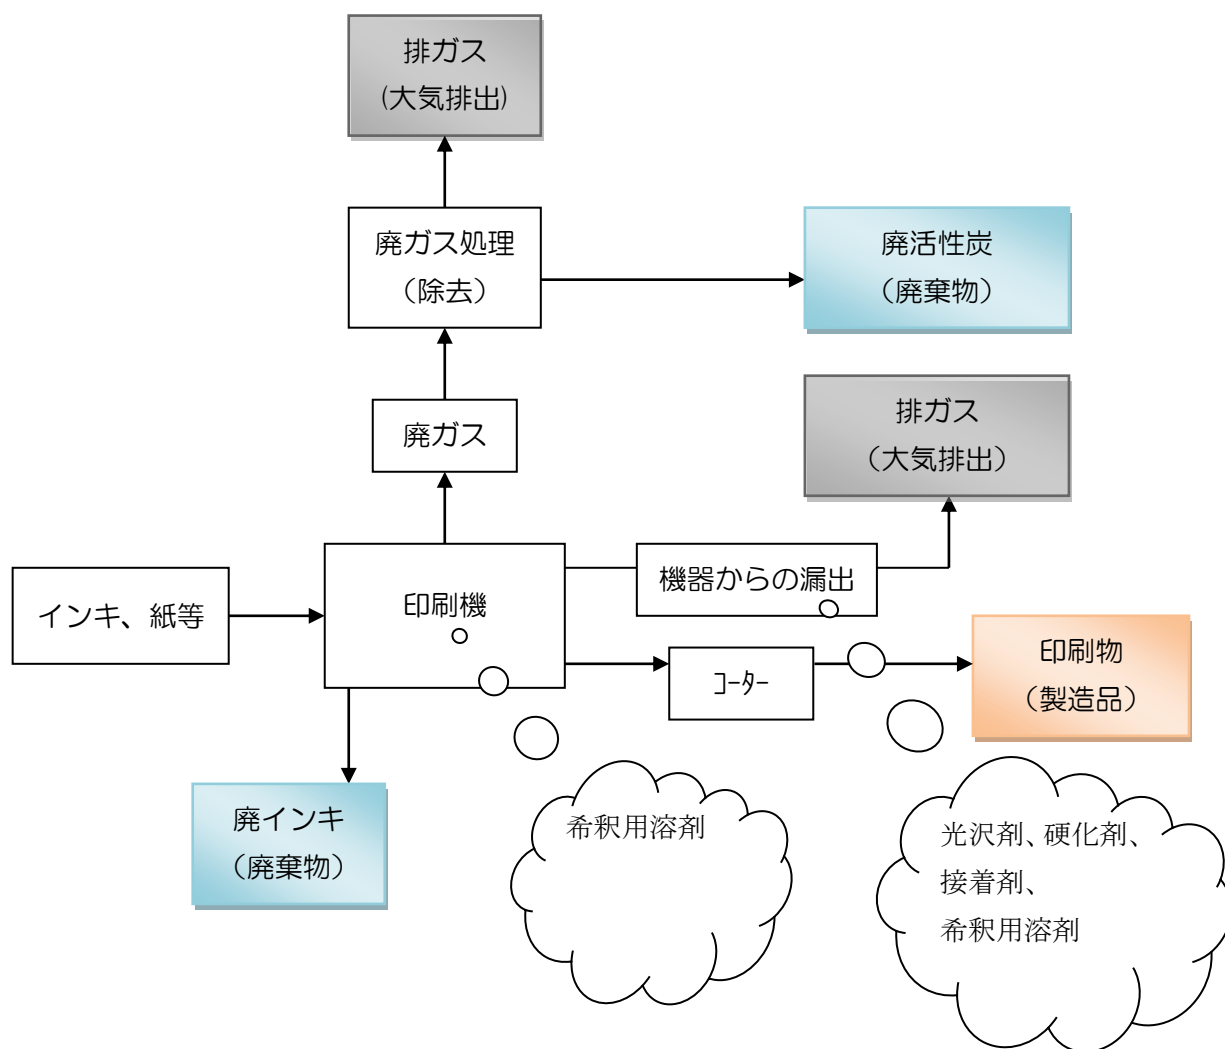 排ガス
(大気排出)
廃ガス処理
（除去）
廃活性炭
（廃棄物）
廃ガス
排ガス
（大気排出）
インキ、紙等
印刷機
機器からの漏出
ｺｰﾀｰ
印刷物
（製造品）
廃インキ
（廃棄物）
希釈用溶剤
光沢剤、硬化剤、
接着剤、
希釈用溶剤